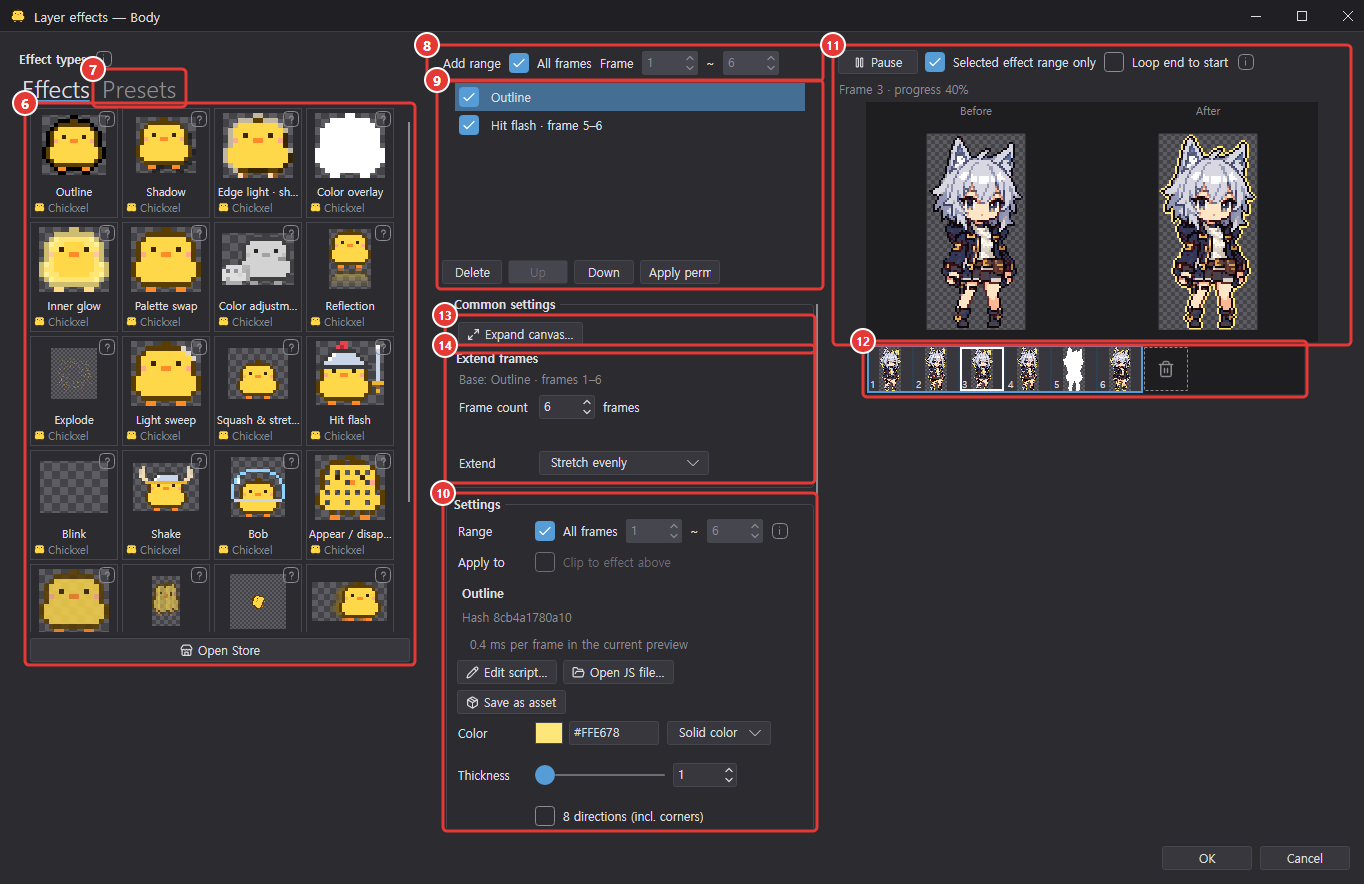 Layer effects — Body
Effect types
Effects
Presets
6
7
Outline
Chickxel
Shadow
Chickxel
Edge light · sh...
Chickxel
Color overlay
Chickxel
Inner glow
Chickxel
Palette swap
Chickxel
Color adjustm...
Chickxel
Reflection
Chickxel
Explode
Chickxel
Light sweep
Chickxel
Squash & stret...
Chickxel
Hit flash
Chickxel
Blink
Chickxel
Shake
Chickxel
Bob
Chickxel
Appear / disap...
Chickxel
Open Store
8
Add range
All frames
Frame
1
~
6
9
Outline
Hit flash · frame 5–6
Delete
Up
Down
Apply perm
Common settings
13
Expand canvas...
14
Extend frames
Base: Outline · frames 1–6
Frame count
6
frames
Extend
Stretch evenly
10
Settings
Range
All frames
1
~
6
Apply to
Clip to effect above
Outline
Hash 8cb4a1780a10
0.4 ms per frame in the current preview
Edit script...
Open JS file...
Save as asset
Color
#FFE678
Solid color
Thickness
1
8 directions (incl. corners)
11
Pause
Selected effect range only
Loop end to start
Frame 3 · progress 40%
Before
After
12
1
2
3
4
5
6
OK
Cancel